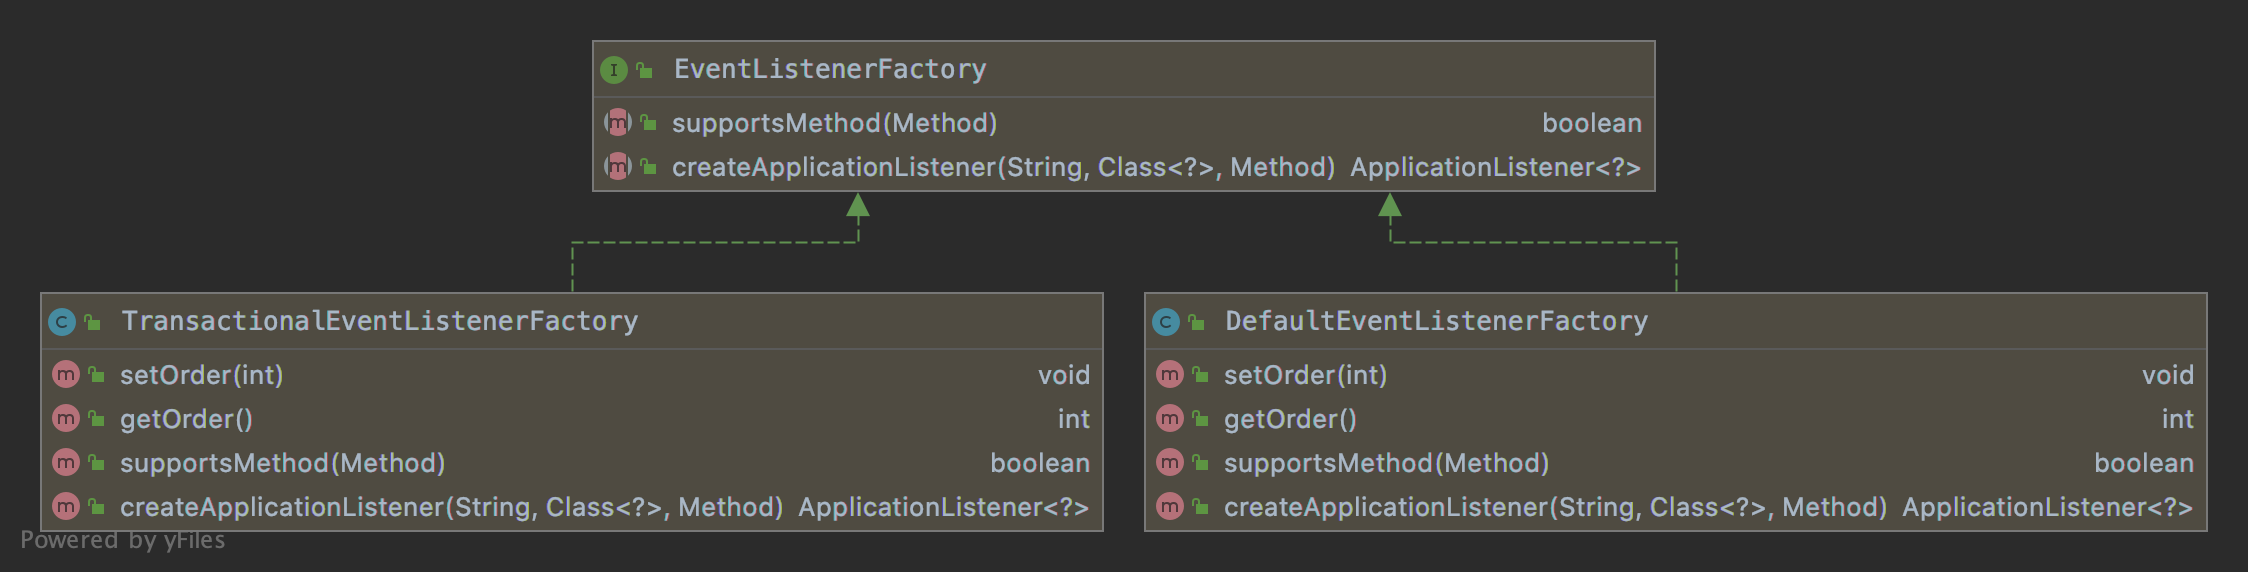 I EventListenerFactory
m supportsMethod(Method) boolean
m createApplicationListener(String, Class<?>, Method) ApplicationListener<?>
C TransactionalEventListenerFactory
m setOrder(int) void
m getOrder() int
m supportsMethod(Method) boolean
m createApplicationListener(String, Class<?>, Method) ApplicationListener<?>
C DefaultEventListenerFactory
m setOrder(int) void
m getOrder() int
m supportsMethod(Method) boolean
m createApplicationListener(String, Class<?>, Method) ApplicationListener<?>
Powered by yFiles